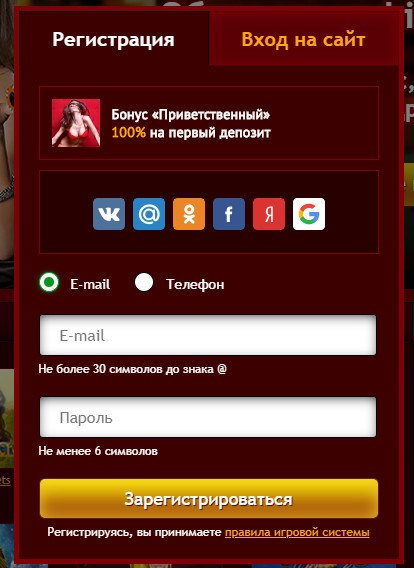 Регистрация
Вход на сайт
Бонус «Приветственный»
100% на первый депозит
E-mail
Телефон
E-mail
Не более 30 символов до знака @
Пароль
Не менее 6 символов
Зарегистрироваться
Регистрируясь, вы принимаете правила игровой системы